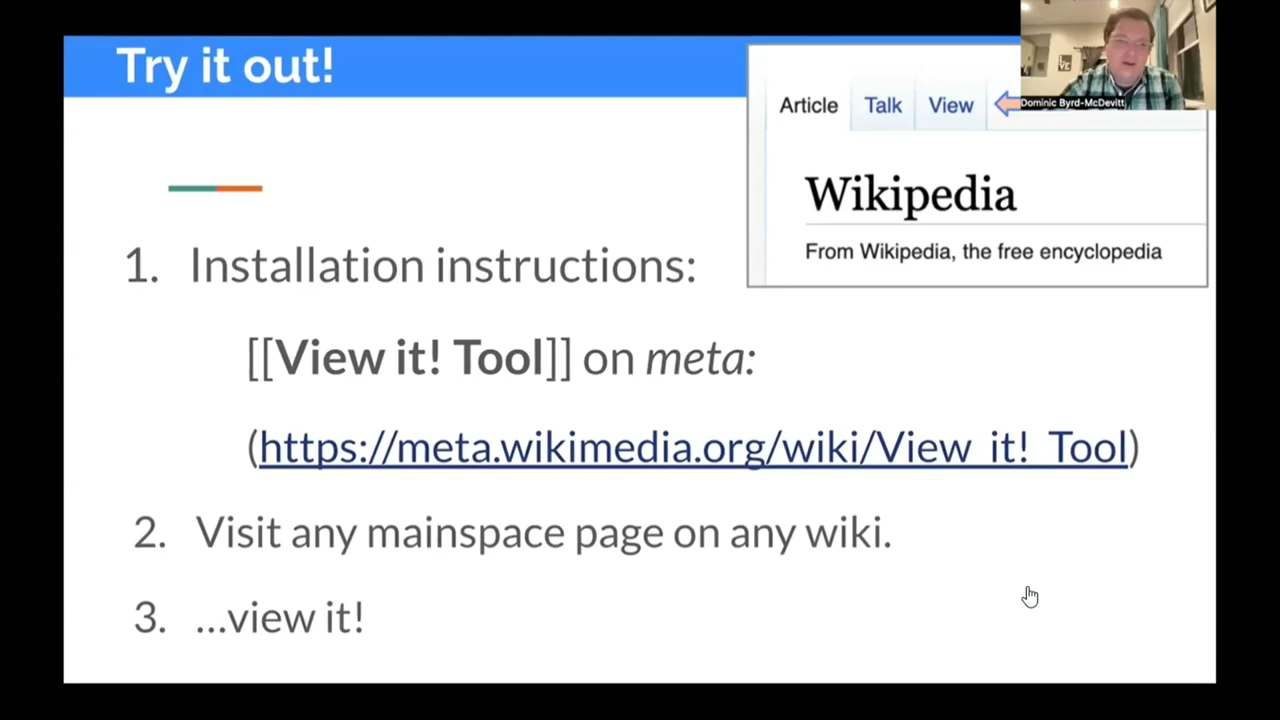 Try it out!
Article Talk View
Dominic Byrd-McDevitt
Wikipedia
From Wikipedia, the free encyclopedia
1. Installation instructions:
[[View it! Tool]] on meta:
(https://meta.wikimedia.org/wiki/View_it!_Tool)
2. Visit any mainspace page on any wiki.
3. ...view it!